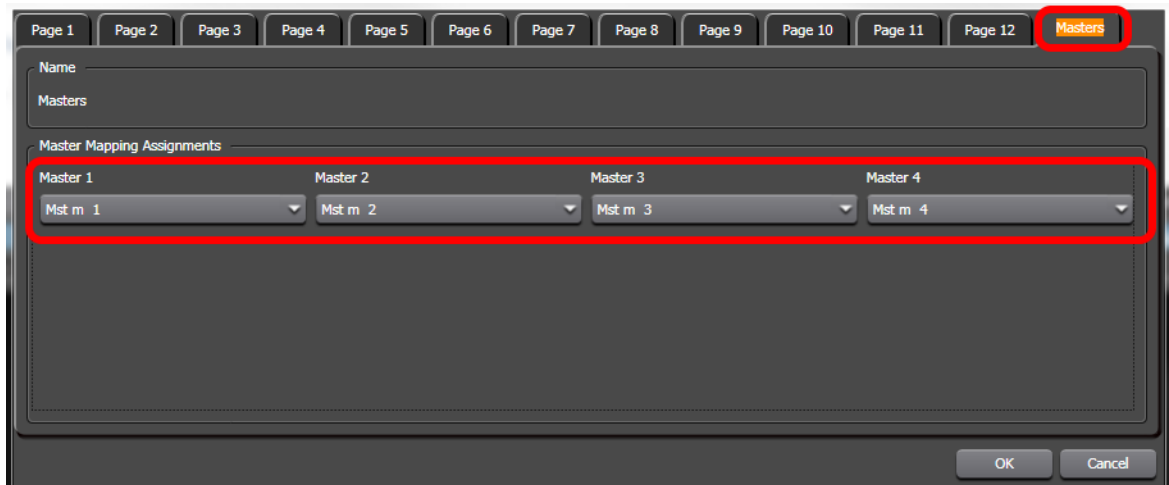 Page 1 Page 2 Page 3 Page 4 Page 5 Page 6 Page 7 Page 8 Page 9 Page 10 Page 11 Page 12 Masters
Name
Masters
Master Mapping Assignments
Master 1 Master 2 Master 3 Master 4
Mst m 1 Mst m 2 Mst m 3 Mst m 4
OK Cancel